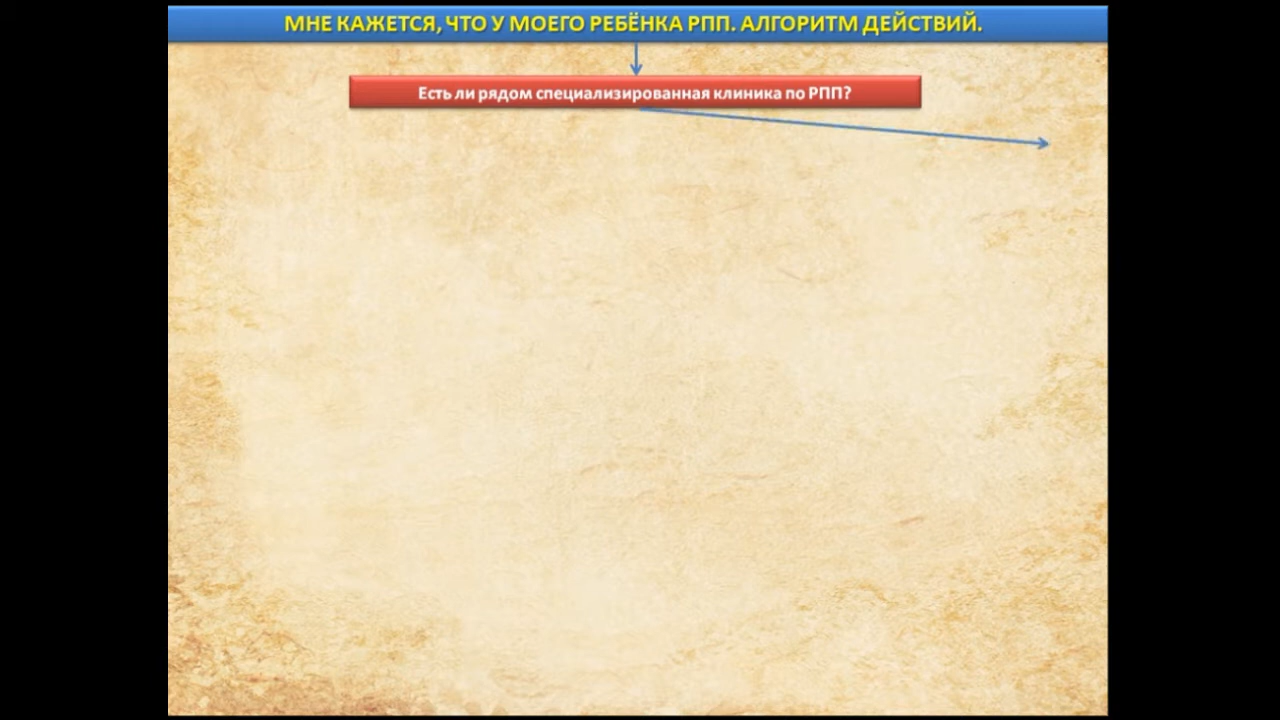 МНЕ КАЖЕТСЯ, ЧТО У МОЕГО РЕБЁНКА РПП. АЛГОРИТМ ДЕЙСТВИЙ.
Есть ли рядом специализированная клиника по РПП?